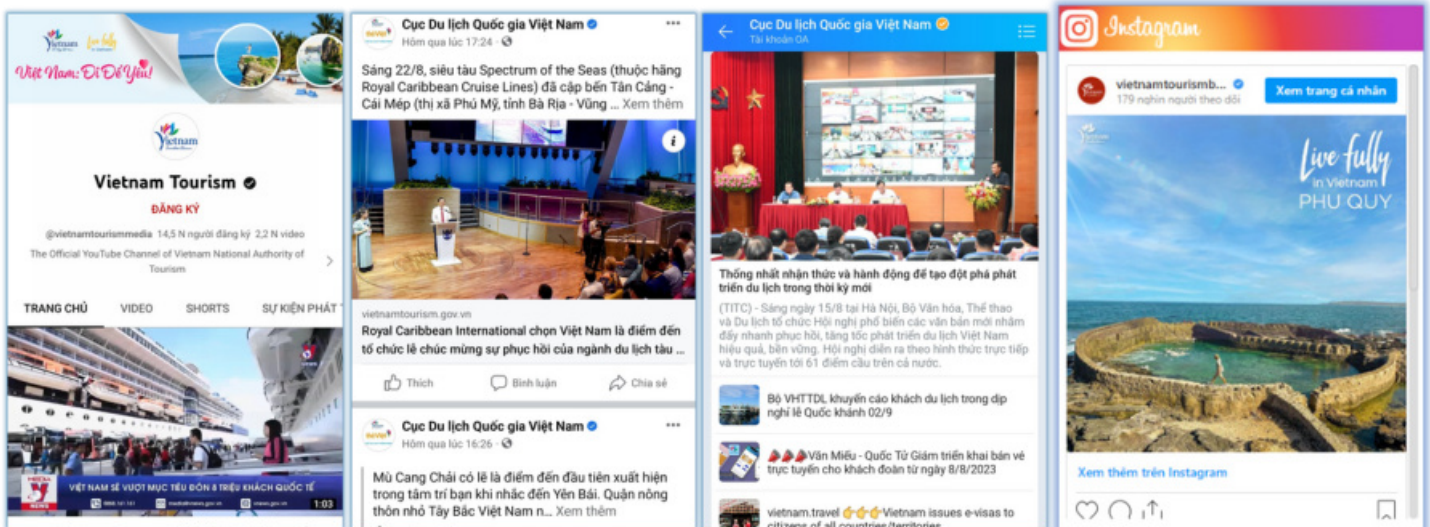 Vietnam
Live fully
in Vietnam
Việt Nam: Đi Để Yêu!
Vietnam
Vietnam Tourism
ĐĂNG KÝ
@vietnamtourismmedia 14,5 N người đăng ký 2,2 N video
The Official YouTube Channel of Vietnam National Authority of
Tourism
TRANG CHỦ VIDEO SHORTS SỰ KIỆN PHÁT T
VNEWS
MEDIA
NEWS
VIỆT NAM SẼ VƯỢT MỤC TIÊU ĐÓN 8 TRIỆU KHÁCH QUỐC TẾ
1:03
Cục Du lịch Quốc gia Việt Nam
Hôm qua lúc 17:24 ·
Sáng 22/8, siêu tàu Spectrum of the Seas (thuộc hãng
Royal Caribbean Cruise Lines) đã cập bến Tân Cảng -
Cái Mép (thị xã Phú Mỹ, tỉnh Bà Rịa - Vũng ... Xem thêm
vietnamtourism.gov.vn
Royal Caribbean International chọn Việt Nam là điểm đến
tổ chức lễ chúc mừng sự phục hồi của ngành du lịch tàu ...
Thích Bình luận Chia sẻ
Cục Du lịch Quốc gia Việt Nam
Hôm qua lúc 16:26 ·
Mù Cang Chải có lẽ là điểm đến đầu tiên xuất hiện
trong tâm trí bạn khi nhắc đến Yên Bái. Quận nông
thôn nhỏ Tây Bắc Việt Nam n... Xem thêm
Cục Du lịch Quốc gia Việt Nam
Tài khoản OA
Thống nhất nhận thức và hành động để tạo đột phá phát
triển du lịch trong thời kỳ mới
(TITC) - Sáng ngày 15/8 tại Hà Nội, Bộ Văn hóa, Thể thao
và Du lịch tổ chức Hội nghị phổ biến các văn bản mới nhằm
đẩy nhanh phục hồi, tăng tốc phát triển du lịch Việt Nam
hiệu quả, bền vững. Hội nghị diễn ra theo hình thức trực tiếp
và trực tuyến tới 61 điểm cầu trên cả nước.
Bộ VHTTDL khuyến cáo khách du lịch trong dịp
nghỉ lễ Quốc khánh 02/9
Văn Miếu - Quốc Tử Giám triển khai bán vé
trực tuyến cho khách đoàn từ ngày 8/8/2023
vietnam.travel Vietnam issues e-visas to
citizens of all countries/territories
Instagram
vietnamtourismb...
179 nghìn người theo dõi
Xem trang cá nhân
Vietnam
Live fully
in Vietnam
PHU QUY
Xem thêm trên Instagram